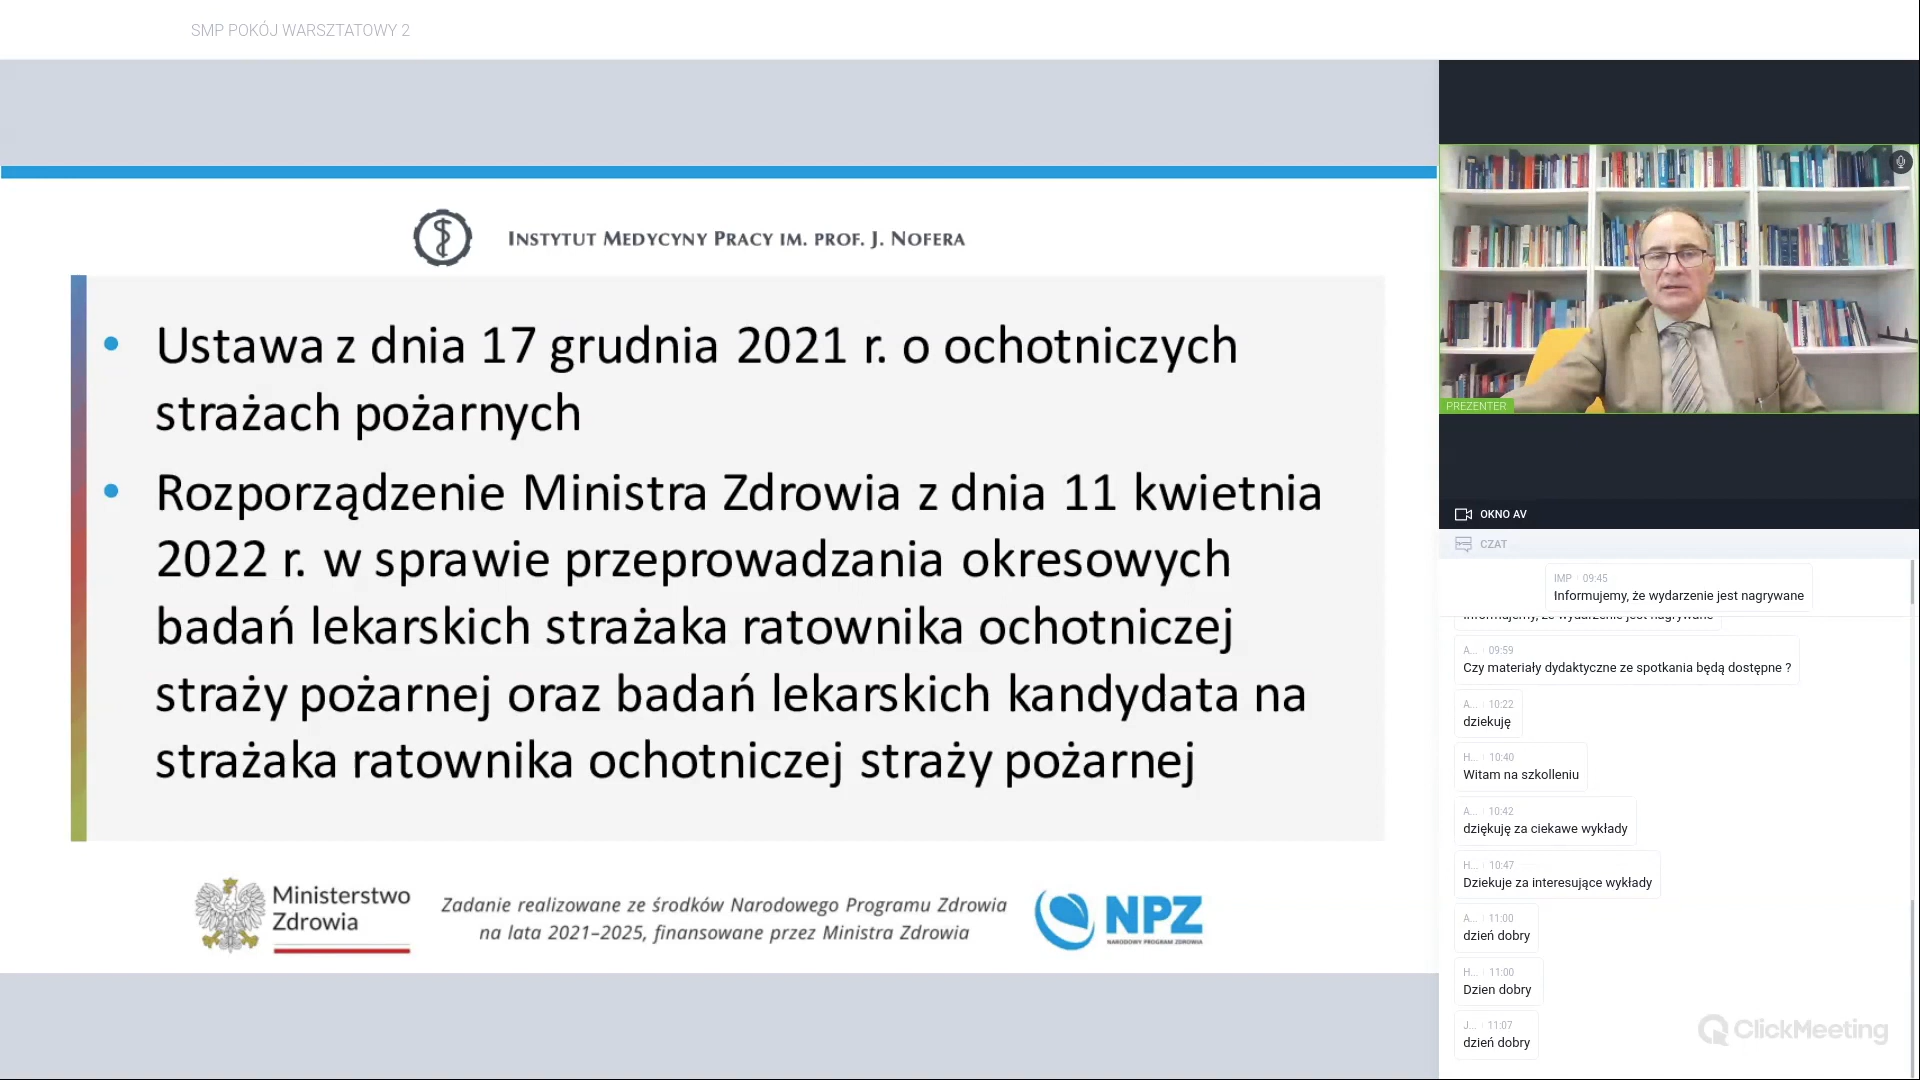 SMP POKÓJ WARSZTATOWY 2
INSTYTUT MEDYCYNY PRACY IM. PROF. J. NOFERA
• Ustawa z dnia 17 grudnia 2021 r. o ochotniczych
strażach pożarnych
• Rozporządzenie Ministra Zdrowia z dnia 11 kwietnia
2022 r. w sprawie przeprowadzania okresowych
badań lekarskich strażaka ratownika ochotniczej
straży pożarnej oraz badań lekarskich kandydata na
strażaka ratownika ochotniczej straży pożarnej
Ministerstwo
Zdrowia
Zadanie realizowane ze środków Narodowego Programu Zdrowia
na lata 2021–2025, finansowane przez Ministra Zdrowia
NPZ
NARODOWY PROGRAM ZDROWIA
PREZENTER
OKNO AV
CZAT
IMP 09:45
Informujemy, że wydarzenie jest nagrywane
Informujemy, że wydarzenie jest nagrywane
A... 09:59
Czy materiały dydaktyczne ze spotkania będą dostępne ?
A... 10:22
dziekuję
H... 10:40
Witam na szkolleniu
A... 10:42
dziękuję za ciekawe wykłady
H... 10:47
Dziekuje za interesujące wykłady
A... 11:00
dzień dobry
H... 11:00
Dzien dobry
J... 11:07
dzień dobry
ClickMeeting